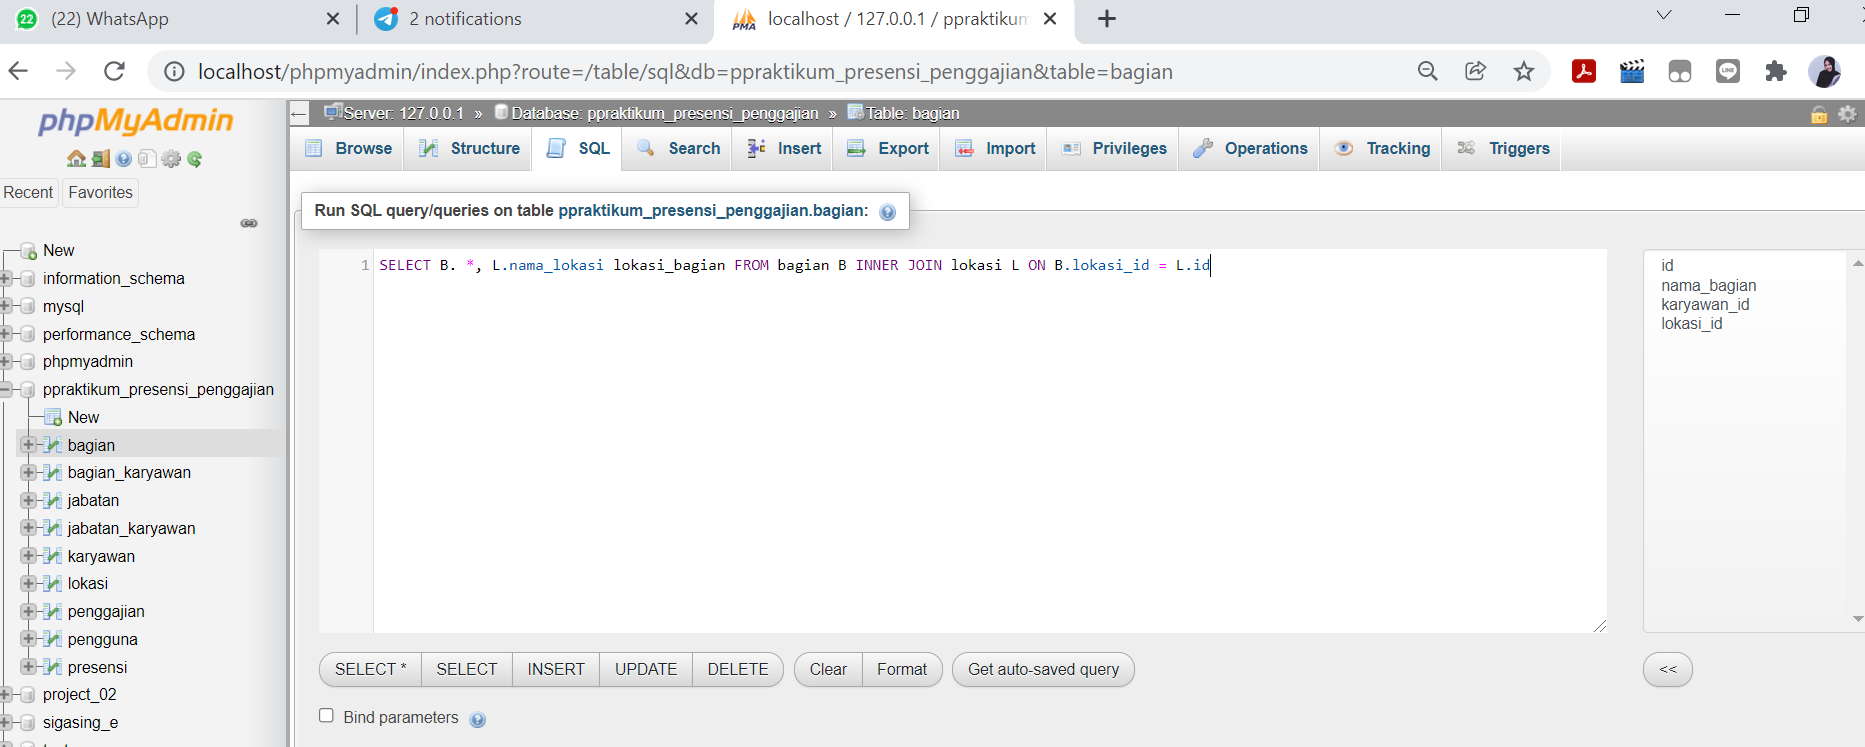 22 (22) WhatsApp
2 notifications
PMA localhost / 127.0.0.1 / ppraktikum
localhost/phpmyadmin/index.php?route=/table/sql&db=ppraktikum_presensi_penggajian&table=bagian
LINE
phpMyAdmin
Server: 127.0.0.1 » Database: ppraktikum_presensi_penggajian » Table: bagian
Browse Structure SQL Search Insert Export Import Privileges Operations Tracking Triggers
Recent Favorites
Run SQL query/queries on table ppraktikum_presensi_penggajian.bagian:
1 SELECT B. *, L.nama_lokasi lokasi_bagian FROM bagian B INNER JOIN lokasi L ON B.lokasi_id = L.id
id
nama_bagian
karyawan_id
lokasi_id
New
information_schema
mysql
performance_schema
phpmyadmin
ppraktikum_presensi_penggajian
New
bagian
bagian_karyawan
jabatan
jabatan_karyawan
karyawan
lokasi
penggajian
pengguna
presensi
project_02
sigasing_e
SELECT * SELECT INSERT UPDATE DELETE Clear Format Get auto-saved query <<
Bind parameters